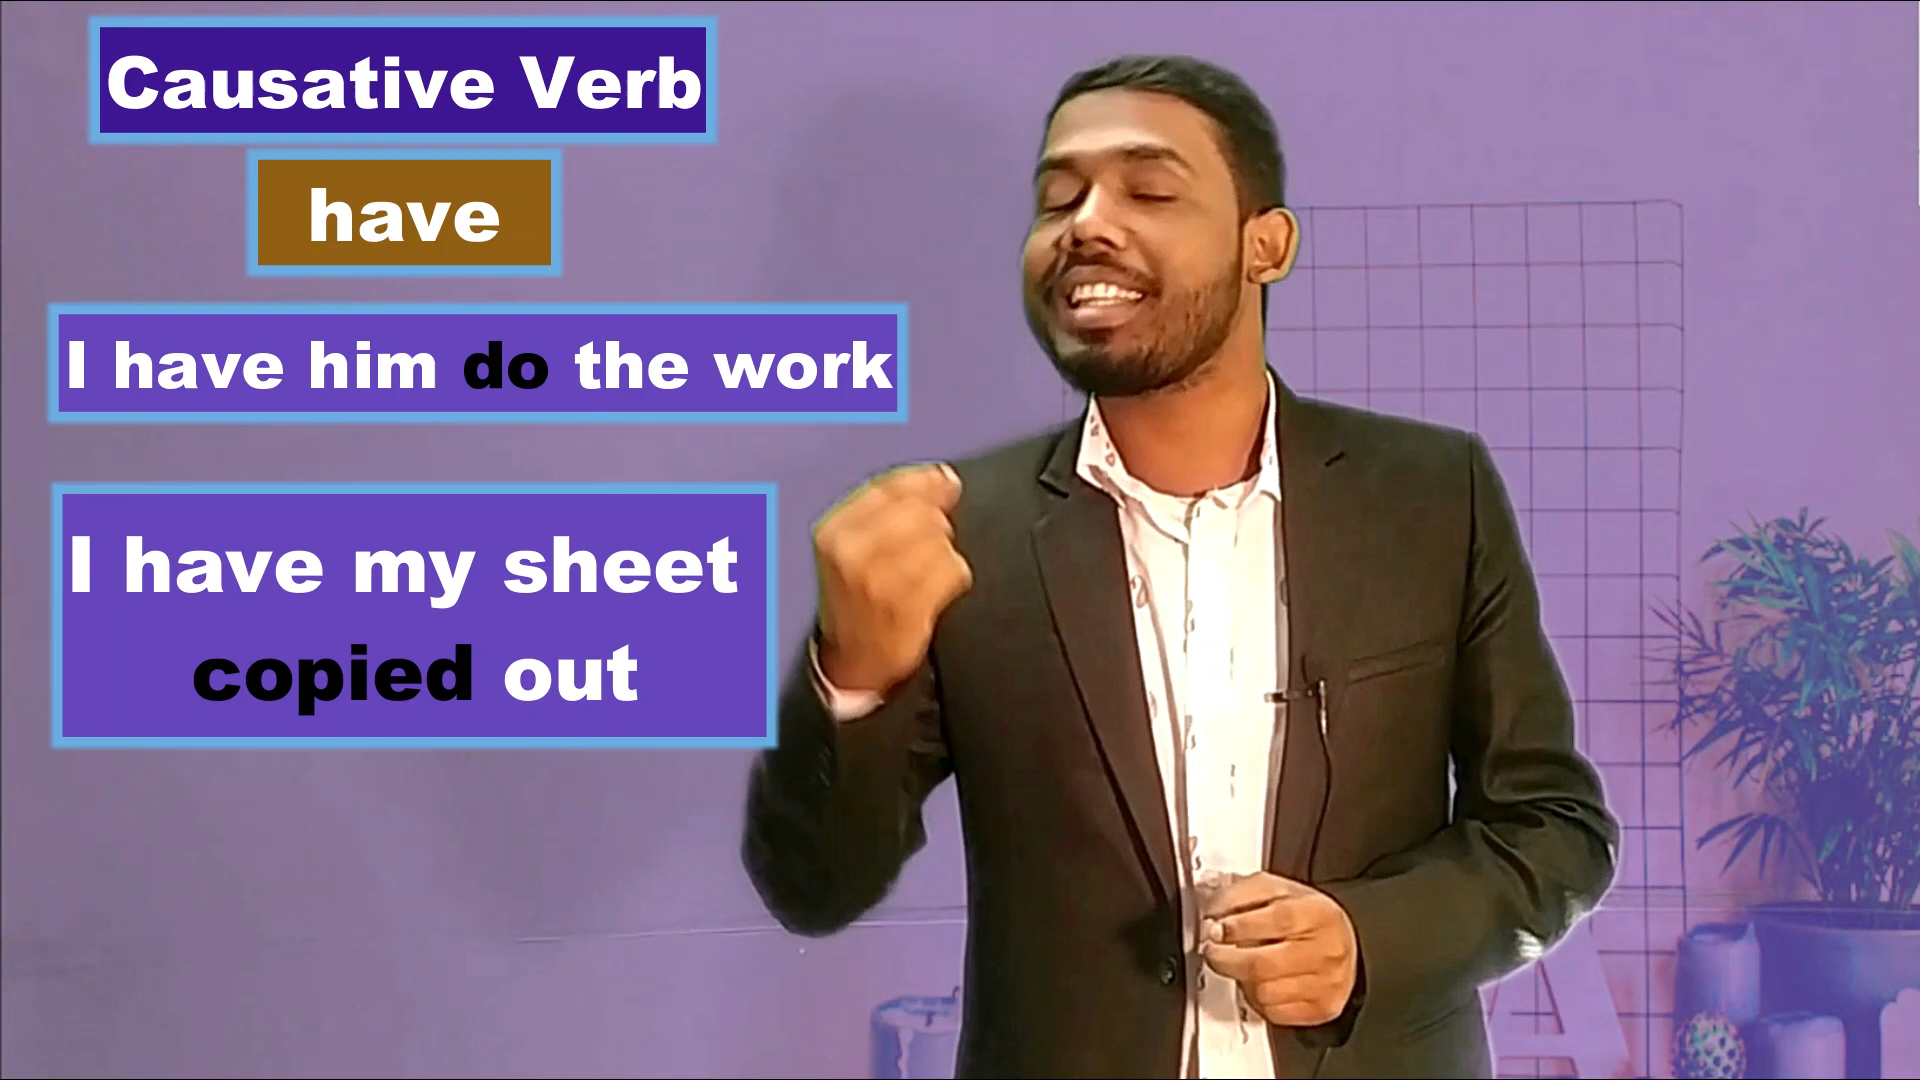 Causative Verb
have
I have him do the work
I have my sheet
copied out